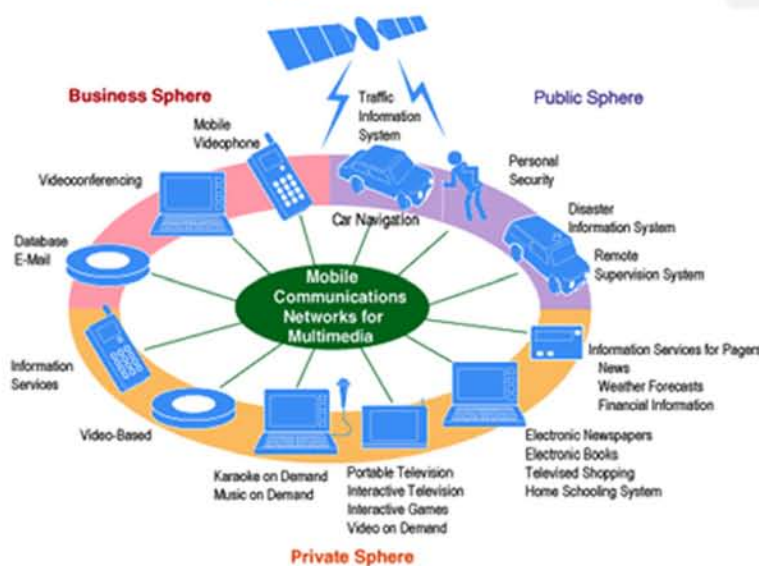 Business Sphere
Public Sphere
Traffic
Information
System
Mobile
Videophone
Personal
Security
Videoconferencing
Car Navigation
Disaster
Information System
Database
E-Mail
Remote
Supervision System
Mobile
Communications
Networks for
Multimedia
Information
Services
Information Services for Pagers
News
Weather Forecasts
Financial Information
Video-Based
Electronic Newspapers
Electronic Books
Televised Shopping
Home Schooling System
Karaoke on Demand
Music on Demand
Portable Television
Interactive Television
Interactive Games
Video on Demand
Private Sphere